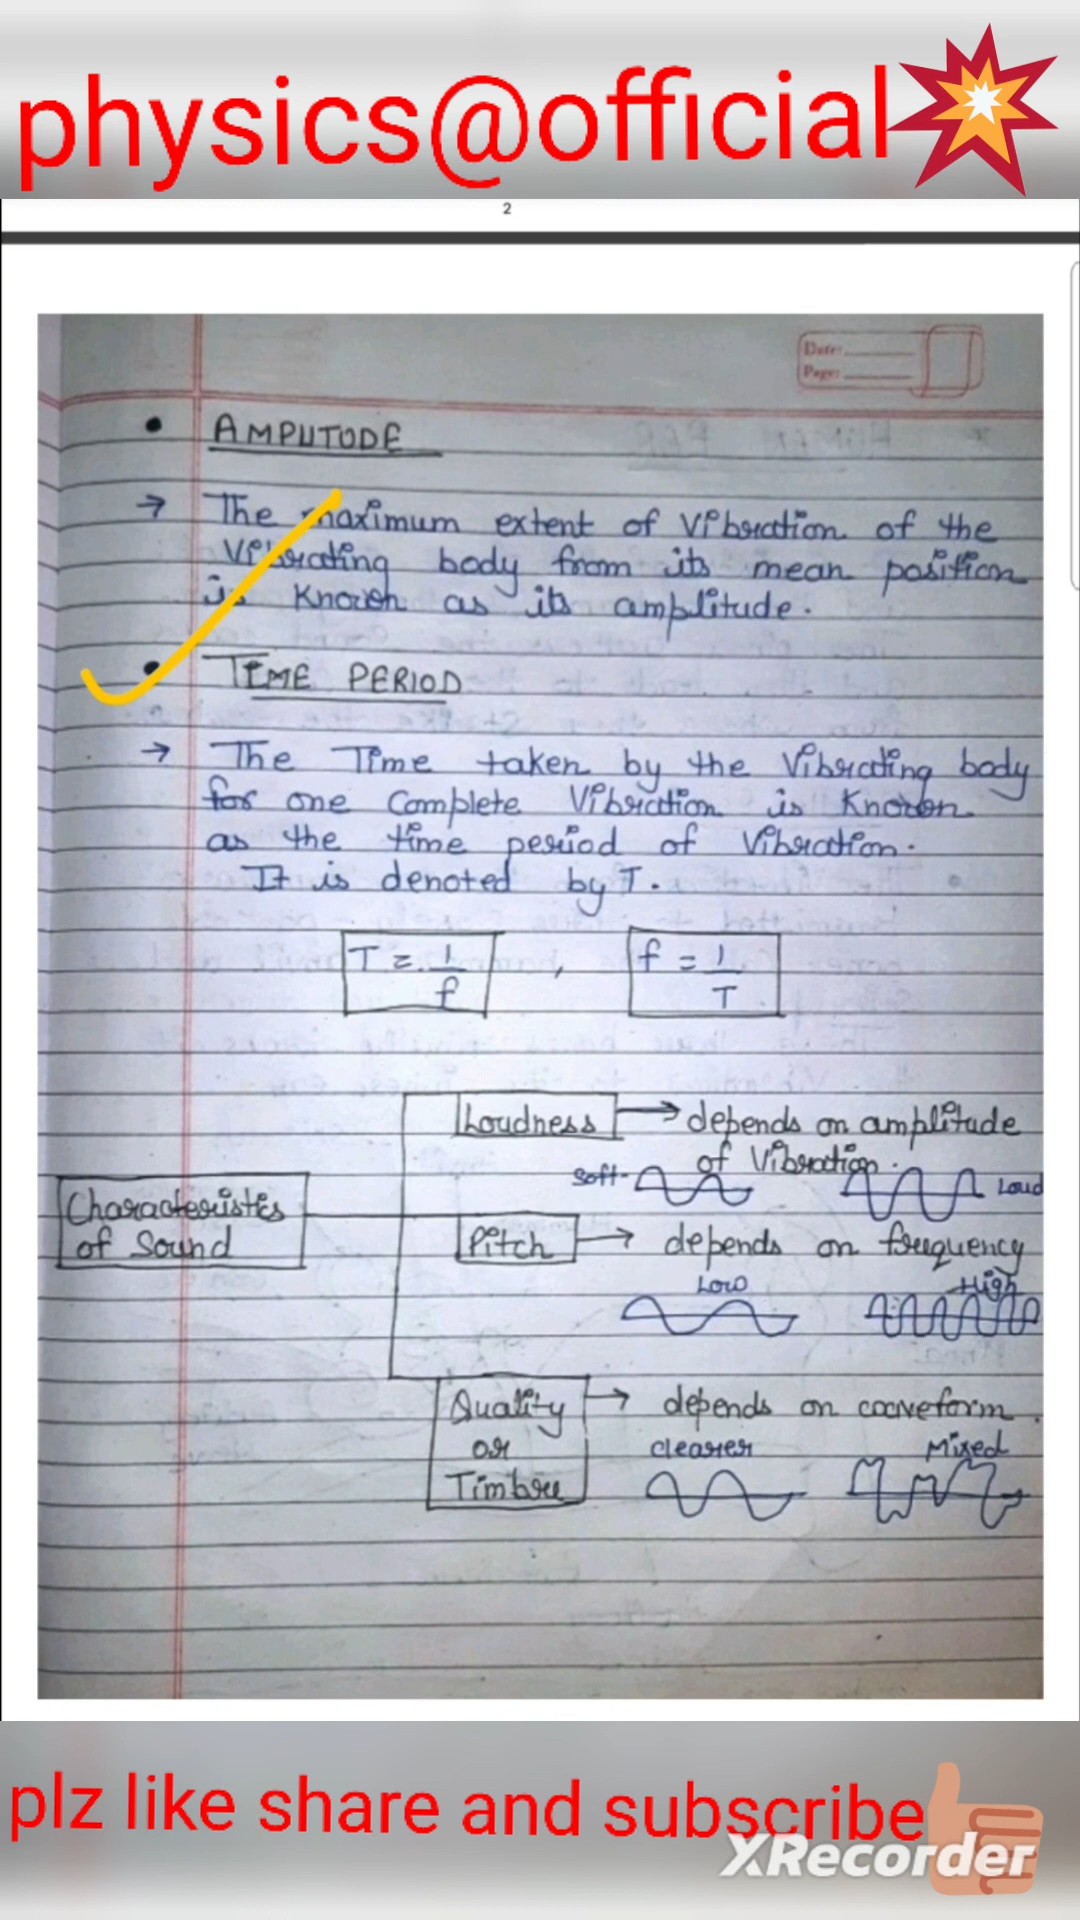 physics@official
2
Date:
Page:
AMPLITUDE
→ The maximum extent of Vibration of the
Vibrating body from its mean position
is Known as its amplitude.
TIME PERIOD
→ The Time taken by the Vibrating body
for one Complete Vibration is Known
as the time period of Vibration.
It is denoted by T.
T = 1/f , f = 1/T
Loudness → depends on amplitude
of Vibration.
Soft- Loud
Characteristics
of Sound
Pitch → depends on frequency
Low High
Quality
or
Timbre
→ depends on waveform.
clearer Mixed
plz like share and subscribe
XRecorder